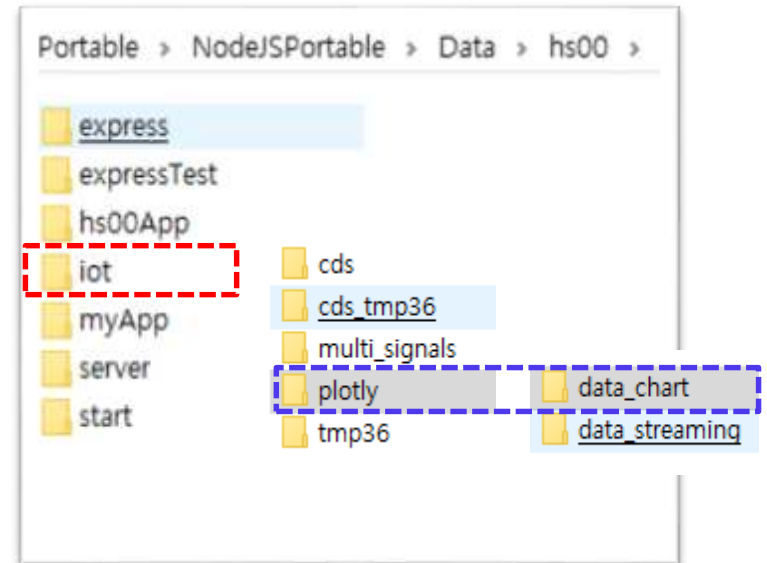 Portable > NodeJSPortable > Data > hs00 >
express
expressTest
hs00App
iot
myApp
server
start
cds
cds_tmp36
multi_signals
plotly
tmp36
data_chart
data_streaming